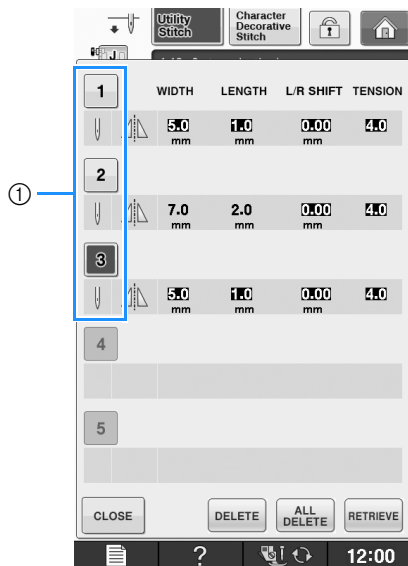 Utility Stitch
Character Decorative Stitch
J
1
WIDTH LENGTH L/R SHIFT TENSION
5.0 mm 1.0 mm 0.00 mm 4.0
2
7.0 mm 2.0 mm 0.00 mm 4.0
①
3
5.0 mm 1.0 mm 0.00 mm 4.0
4
5
CLOSE DELETE ALL DELETE RETRIEVE
? 12:00